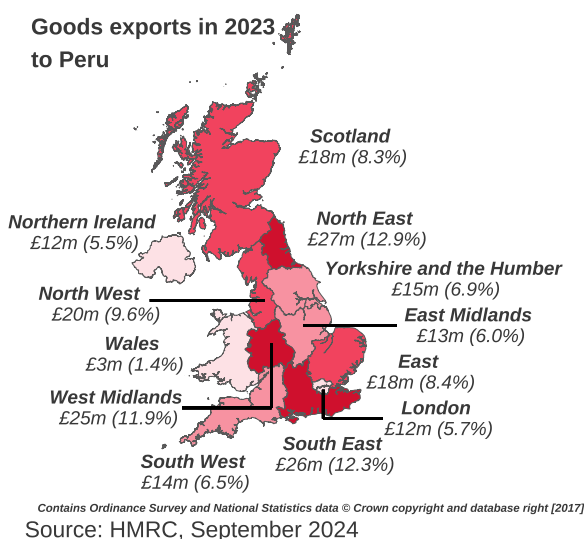 Goods exports in 2023
to Peru
Scotland
£18m (8.3%)
Northern Ireland
£12m (5.5%)
North East
£27m (12.9%)
Yorkshire and the Humber
£15m (6.9%)
North West
£20m (9.6%)
East Midlands
£13m (6.0%)
Wales
£3m (1.4%)
East
£18m (8.4%)
West Midlands
£25m (11.9%)
London
£12m (5.7%)
South East
£26m (12.3%)
South West
£14m (6.5%)
Contains Ordinance Survey and National Statistics data © Crown copyright and database right [2017]
Source: HMRC, September 2024